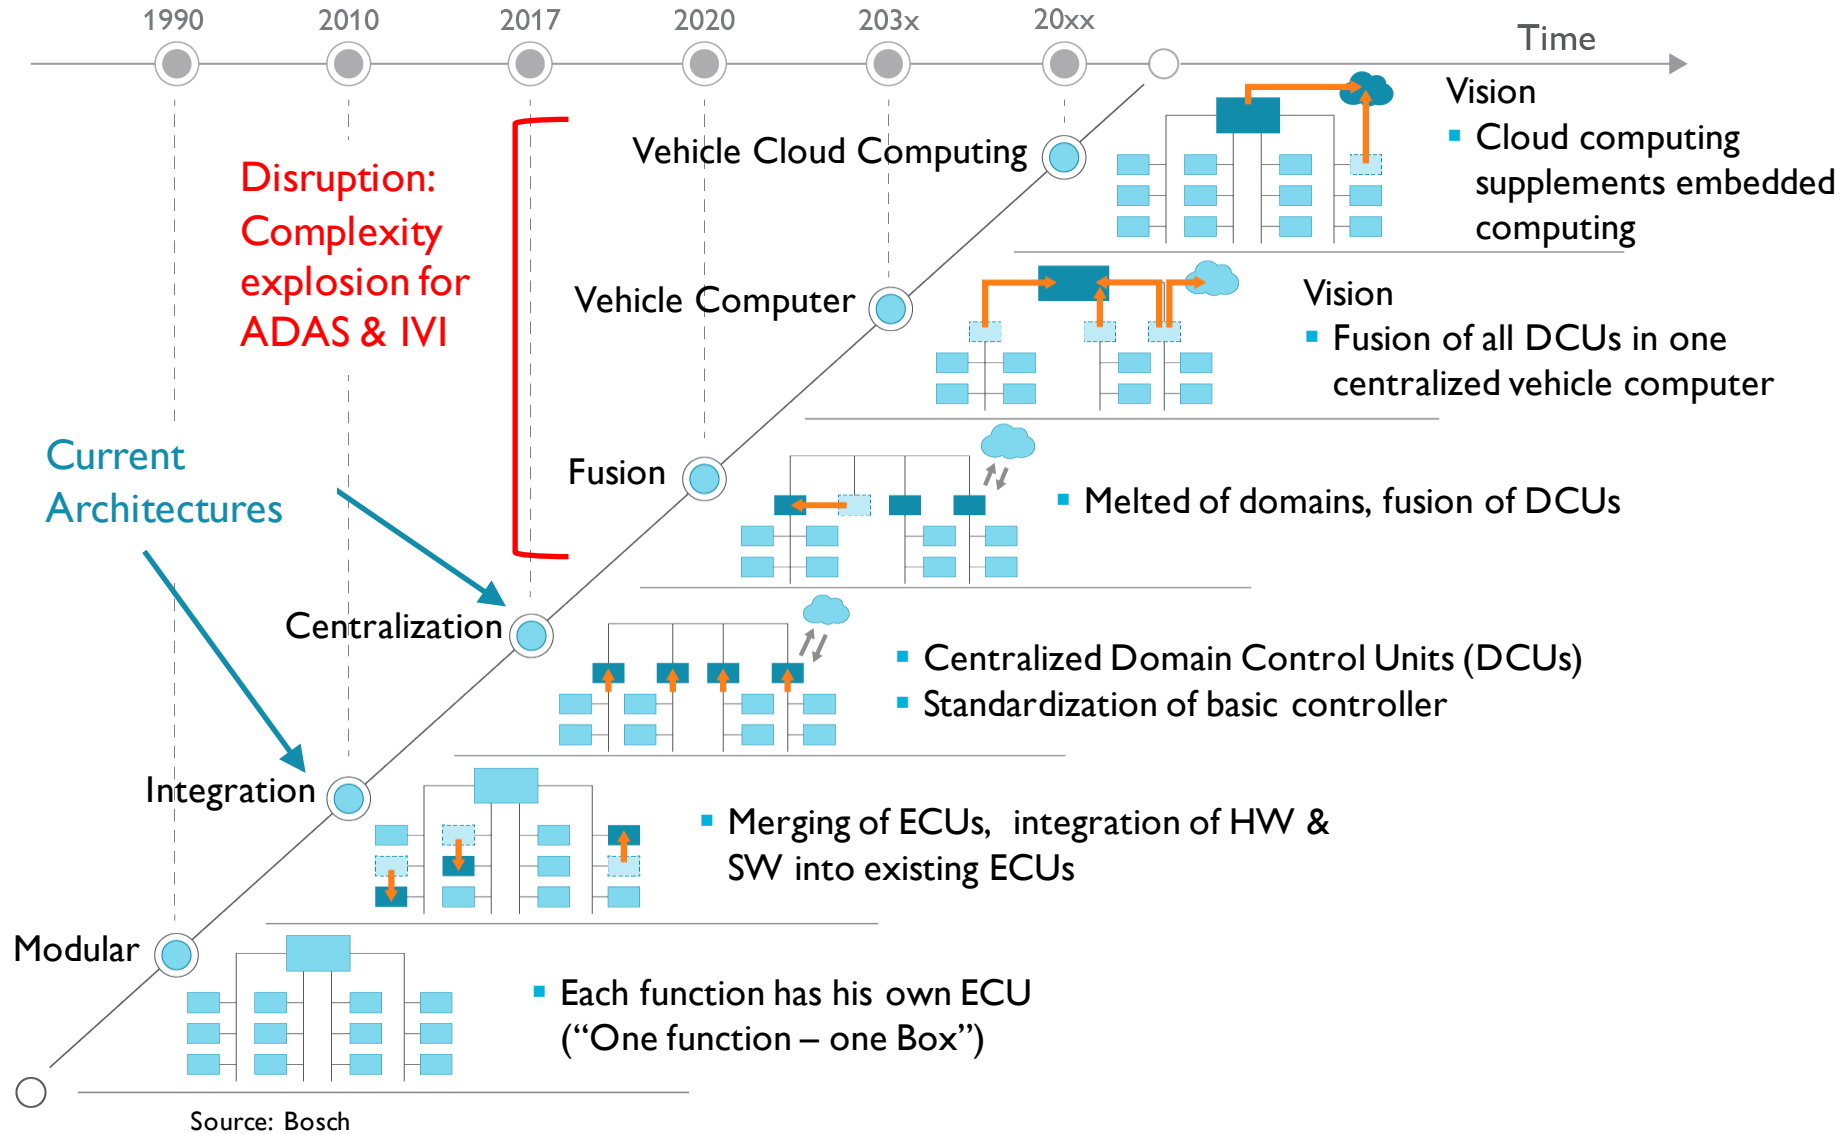 1990
2010
2017
2020
203x
20xx
Time
Vision
▪ Cloud computing
supplements embedded
computing
Vehicle Cloud Computing
Disruption:
Complexity
explosion for
ADAS & IVI
Vision
▪ Fusion of all DCUs in one
centralized vehicle computer
Vehicle Computer
Current
Architectures
Fusion
▪ Melted of domains, fusion of DCUs
Centralization
▪ Centralized Domain Control Units (DCUs)
▪ Standardization of basic controller
Integration
▪ Merging of ECUs, integration of HW &
SW into existing ECUs
Modular
▪ Each function has his own ECU
(“One function – one Box”)
Source: Bosch